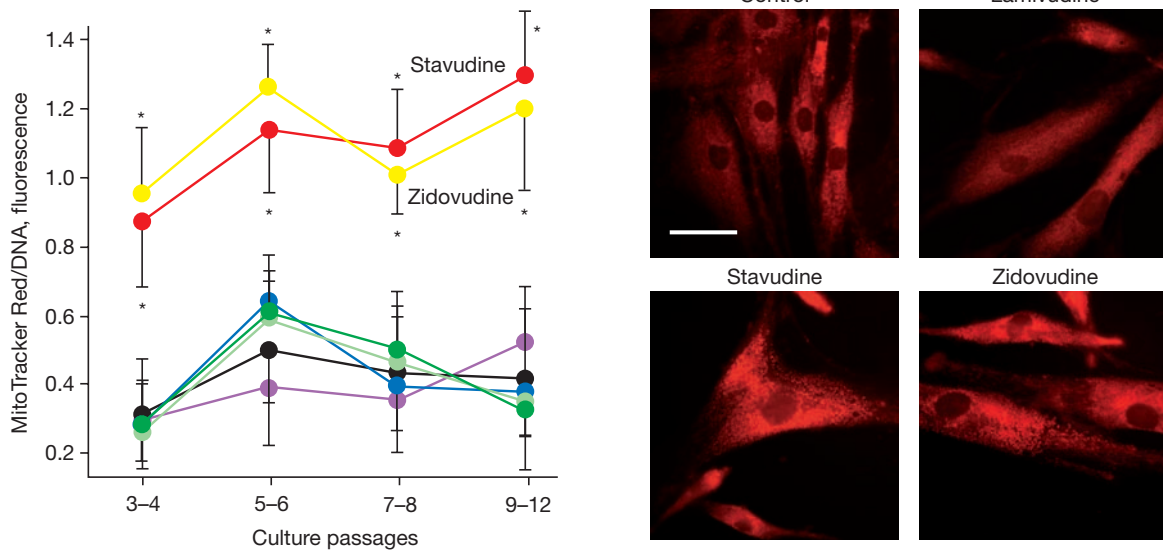 MitoTracker Red/DNA, fluorescence
1.4
1.2
1.0
0.8
0.6
0.4
0.2
*
*
*
*
*
*
*
*
Stavudine
Zidovudine
3–4
5–6
7–8
9–12
Culture passages
Control
Lamivudine
Stavudine
Zidovudine